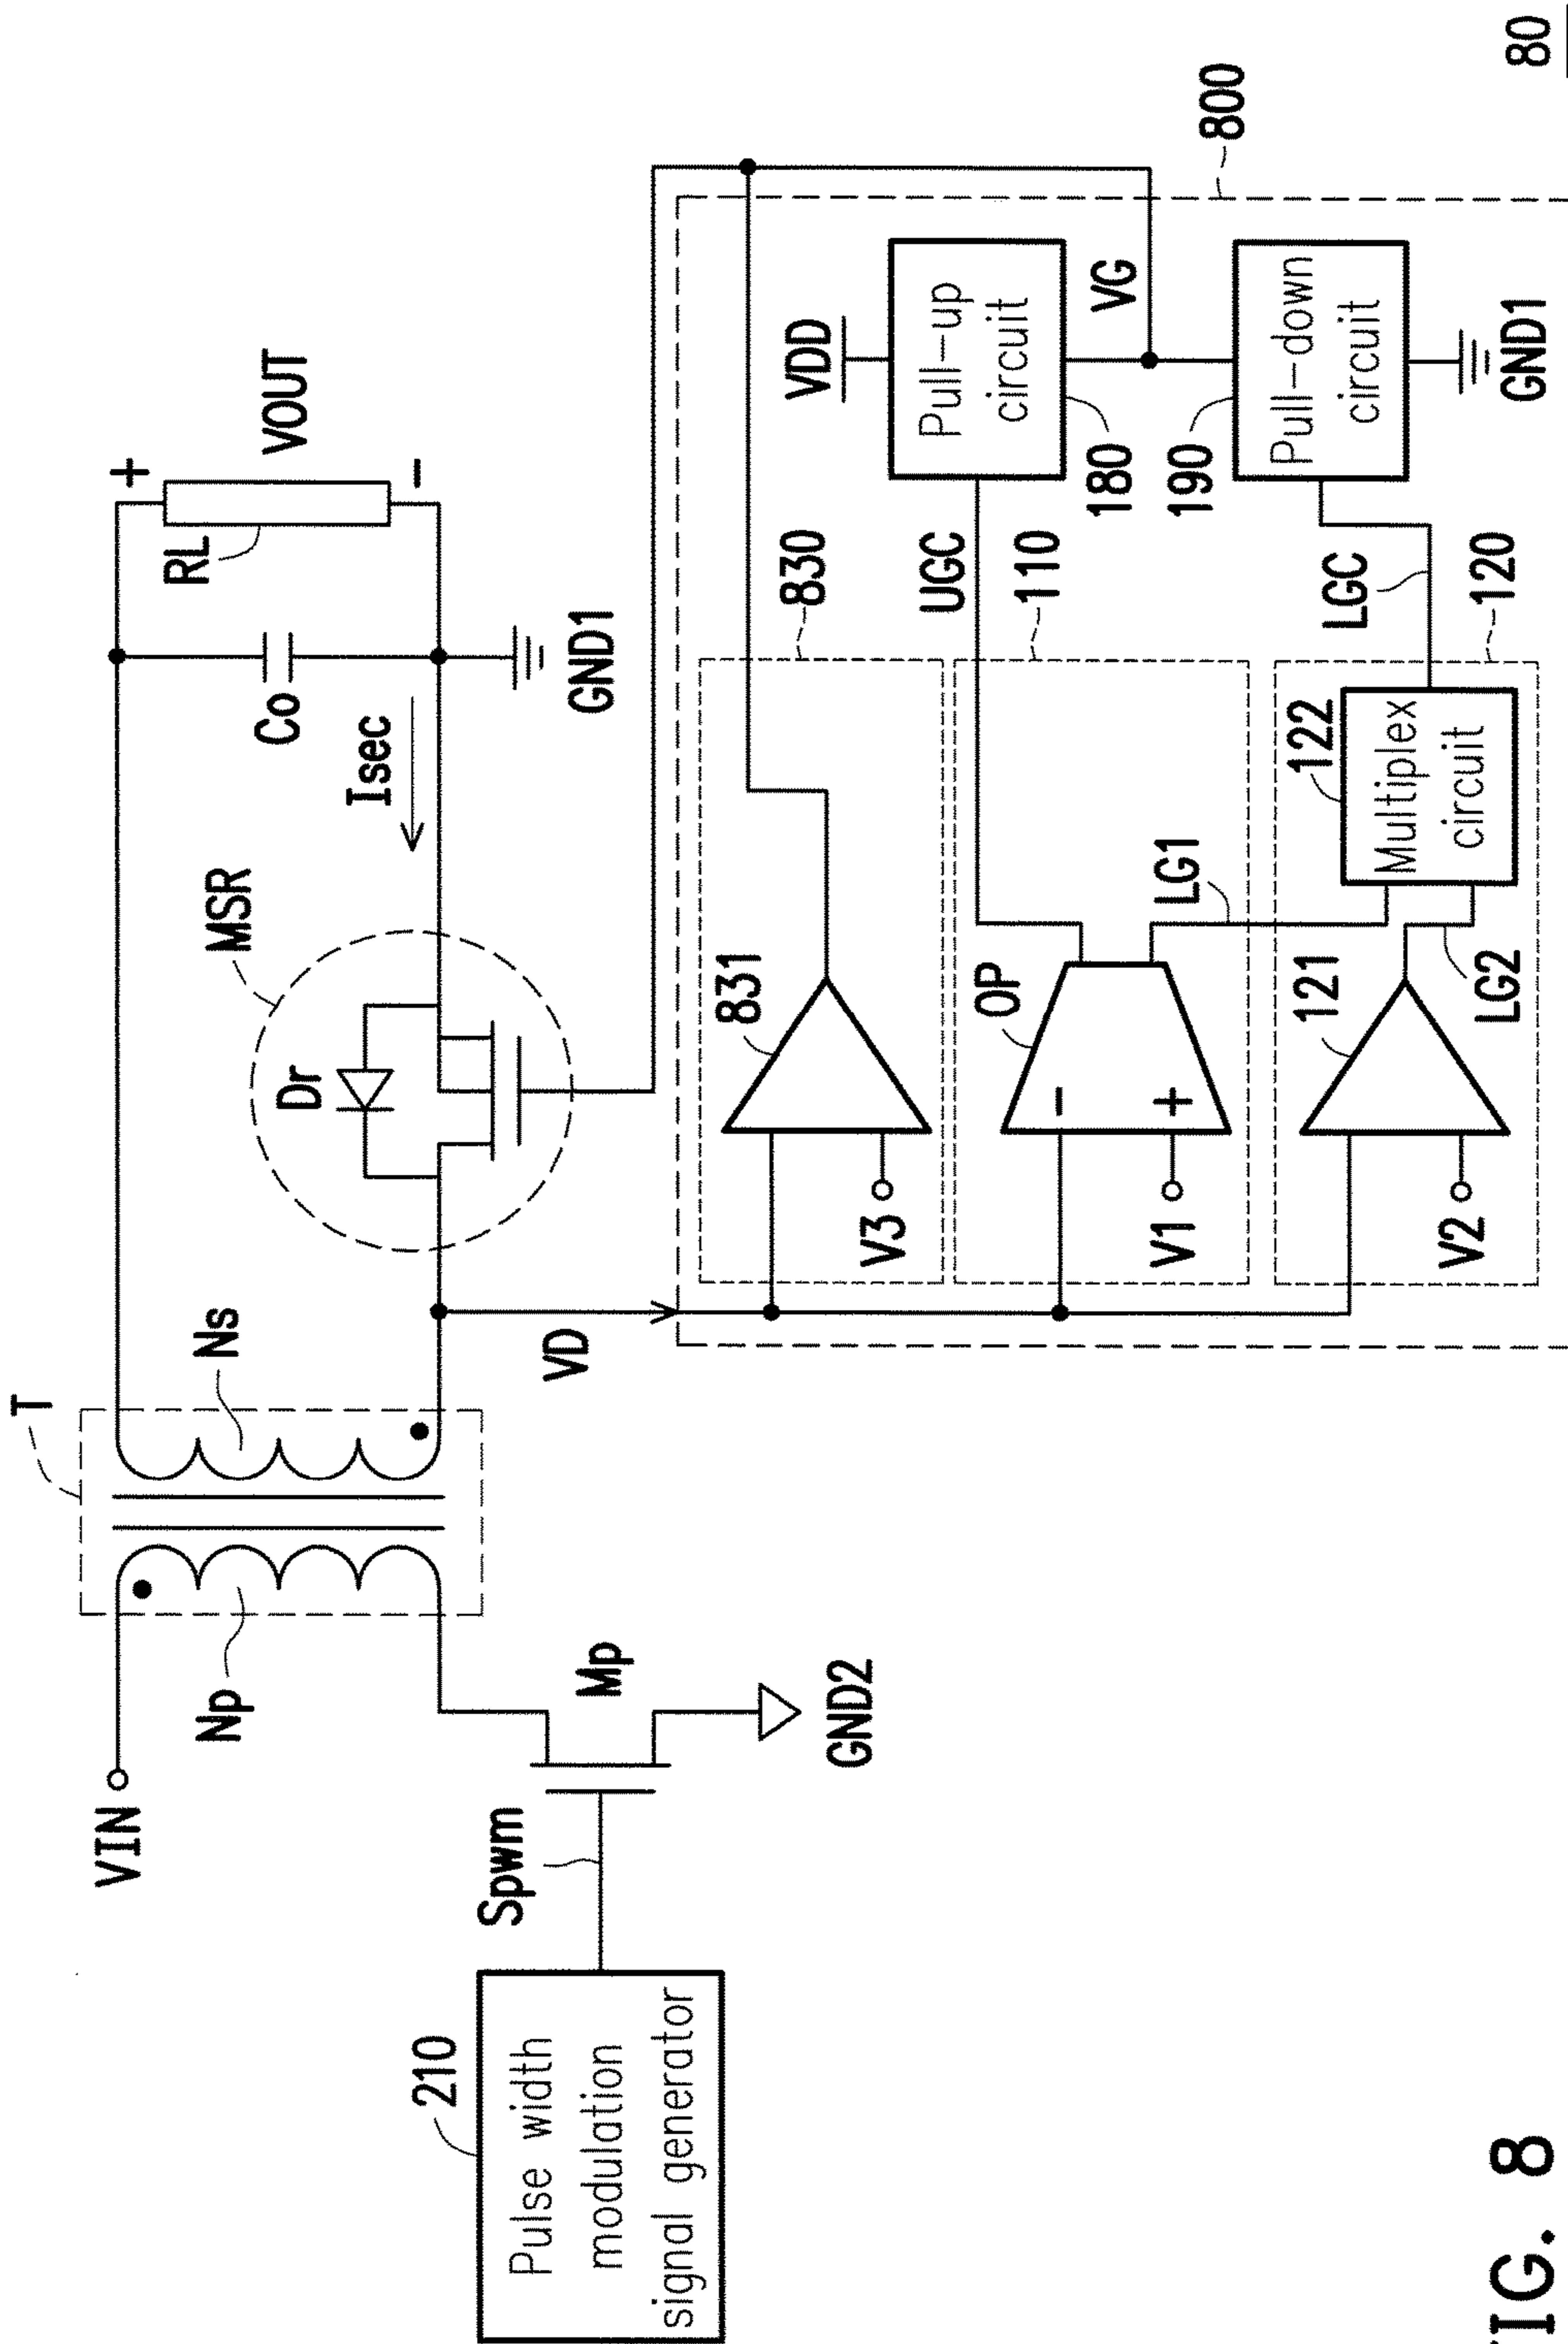 T
Np
Ns
VIN
Mp
Spwm
GND2
210
Pulse width
modulation
signal generator
MSR
Dr
Isec
Co
RL
+
VOUT
-
GND1
VD
830
831
V3
UGC
110
OP
-
+
V1
LG1
120
121
V2
LG2
122
Multiplex
circuit
LGC
VDD
Pull-up
circuit
180
VG
190
Pull-down
circuit
GND1
800
80
IG. 8